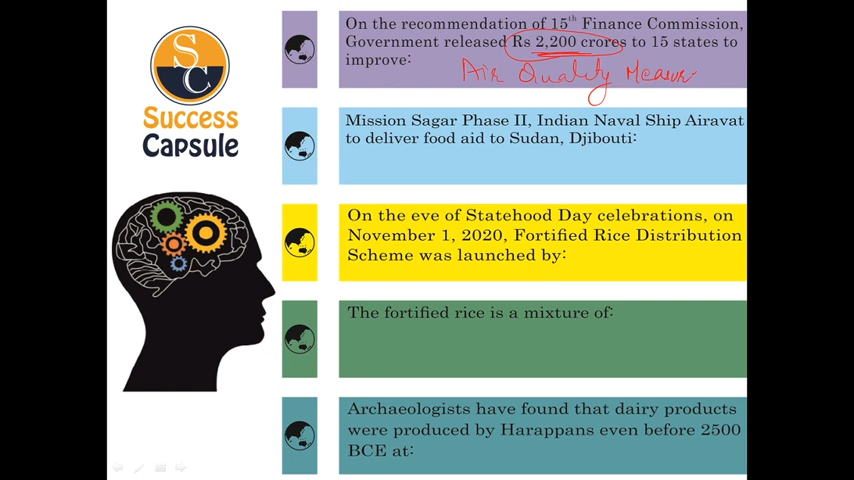 SC
Success
Capsule
On the recommendation of 15th Finance Commission,
Government released Rs 2,200 crores to 15 states to
improve:
Air Quality Measur
Mission Sagar Phase II, Indian Naval Ship Airavat
to deliver food aid to Sudan, Djibouti:
On the eve of Statehood Day celebrations, on
November 1, 2020, Fortified Rice Distribution
Scheme was launched by:
The fortified rice is a mixture of:
Archaeologists have found that dairy products
were produced by Harappans even before 2500
BCE at: